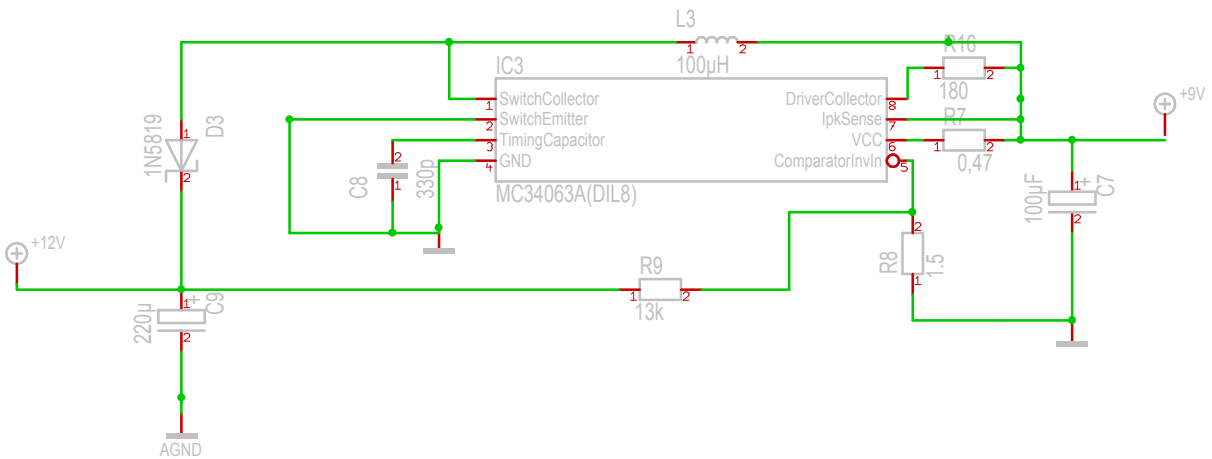 L3
1 2
100µH
R16
1 2
180
IC3
SwitchCollector
SwitchEmitter
TimingCapacitor
GND
1
2
3
4
DriverCollector
IpkSense
VCC
ComparatorInvIn
8
7
6
5
MC34063A(DIL8)
R7
1 2
0,47
+9V
1
D3
1N5819
2
2
C8
330p
1
1
100µF
+
C7
2
+12V
R9
1 2
13k
2
R8
1.5
1
1
+
C9
220µ
2
AGND